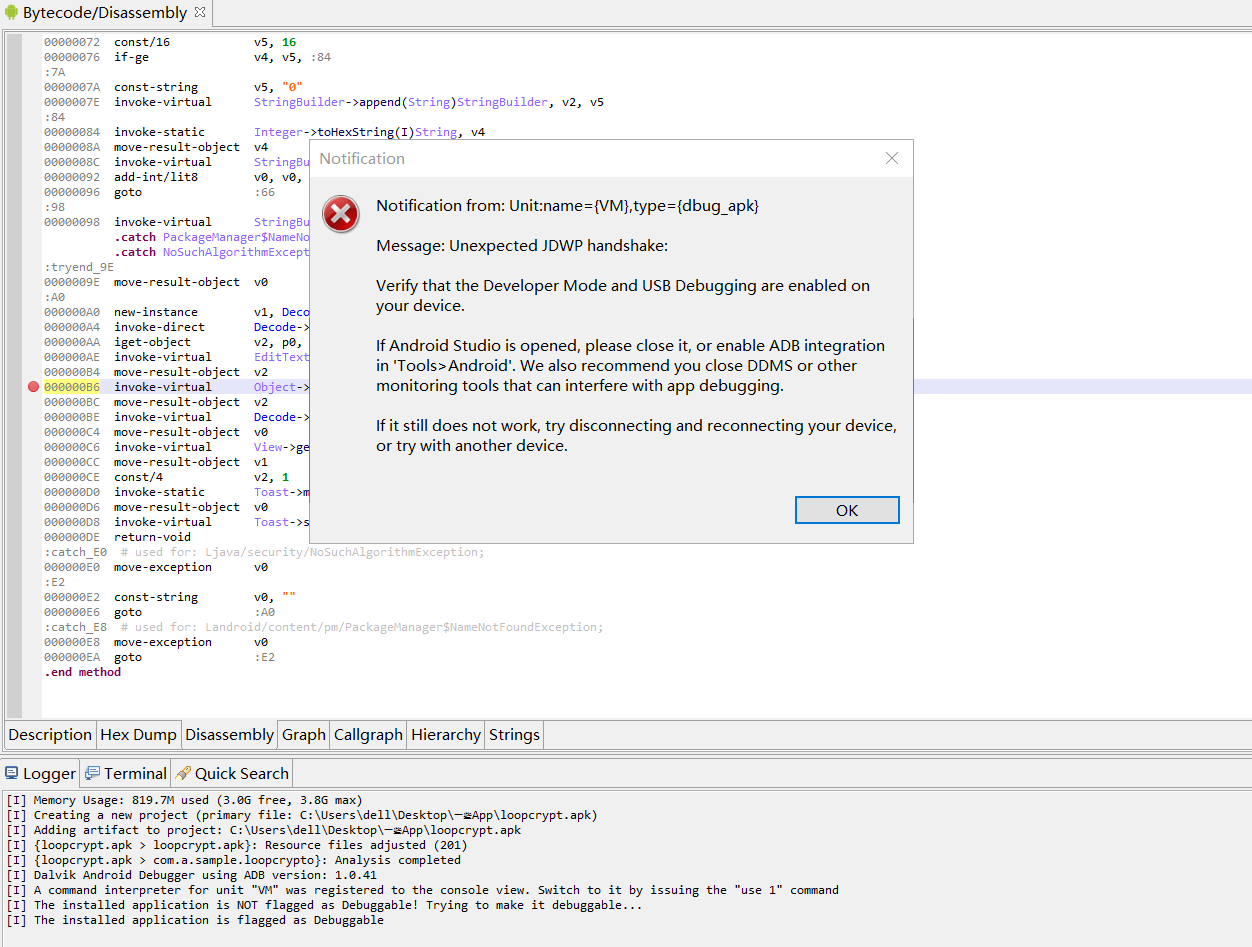 Bytecode/Disassembly
00000072 const/16 v5, 16
00000076 if-ge v4, v5, :84
:7A
0000007A const-string v5, "0"
0000007E invoke-virtual StringBuilder->append(String)StringBuilder, v2, v5
:84
00000084 invoke-static Integer->toHexString(I)String, v4
0000008A move-result-object v4
0000008C invoke-virtual StringBu
00000092 add-int/lit8 v0, v0,
00000096 goto :66
:98
00000098 invoke-virtual StringBu
.catch PackageManager$NameNo
.catch NoSuchAlgorithmExcept
:tryend_9E
0000009E move-result-object v0
:A0
000000A0 new-instance v1, Deco
000000A4 invoke-direct Decode->
000000AA iget-object v2, p0,
000000AE invoke-virtual EditText
000000B4 move-result-object v2
000000B6 invoke-virtual Object->
000000BC move-result-object v2
000000BE invoke-virtual Decode->
000000C4 move-result-object v0
000000C6 invoke-virtual View->ge
000000CC move-result-object v1
000000CE const/4 v2, 1
000000D0 invoke-static Toast->m
000000D6 move-result-object v0
000000D8 invoke-virtual Toast->s
000000DE return-void
:catch_E0 # used for: Ljava/security/NoSuchAlgorithmException;
000000E0 move-exception v0
:E2
000000E2 const-string v0, ""
000000E6 goto :A0
:catch_E8 # used for: Landroid/content/pm/PackageManager$NameNotFoundException;
000000E8 move-exception v0
000000EA goto :E2
.end method
Notification
Notification from: Unit:name={VM},type={dbug_apk}
Message: Unexpected JDWP handshake:
Verify that the Developer Mode and USB Debugging are enabled on
your device.
If Android Studio is opened, please close it, or enable ADB integration
in 'Tools>Android'. We also recommend you close DDMS or other
monitoring tools that can interfere with app debugging.
If it still does not work, try disconnecting and reconnecting your device,
or try with another device.
OK
Description Hex Dump Disassembly Graph Callgraph Hierarchy Strings
Logger Terminal Quick Search
[I] Memory Usage: 819.7M used (3.0G free, 3.8G max)
[I] Creating a new project (primary file: C:\Users\dell\Desktop\App\loopcrypt.apk)
[I] Adding artifact to project: C:\Users\dell\Desktop\App\loopcrypt.apk
[I] {loopcrypt.apk > loopcrypt.apk}: Resource files adjusted (201)
[I] {loopcrypt.apk > com.a.sample.loopcrypto}: Analysis completed
[I] Dalvik Android Debugger using ADB version: 1.0.41
[I] A command interpreter for unit "VM" was registered to the console view. Switch to it by issuing the "use 1" command
[I] The installed application is NOT flagged as Debuggable! Trying to make it debuggable...
[I] The installed application is flagged as Debuggable